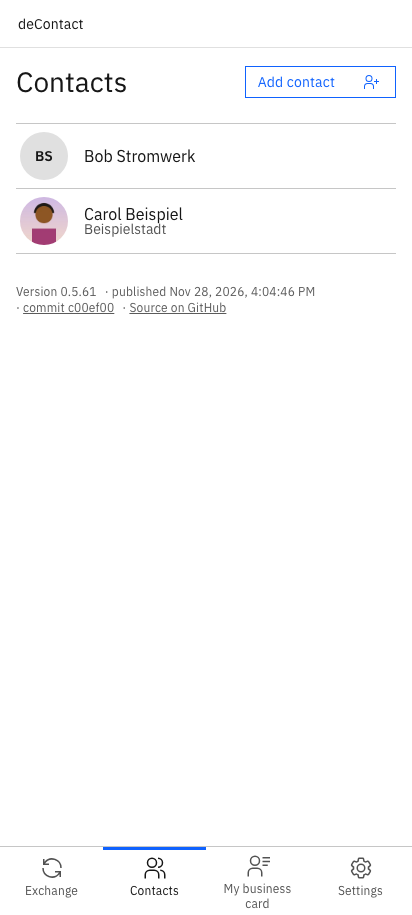 deContact
Contacts
Add contact
BS
Bob Stromwerk
Carol Beispiel
Beispielstadt
Version 0.5.61 · published Nov 28, 2026, 4:04:46 PM
· commit c00ef00 · Source on GitHub
Exchange
Contacts
My business
card
Settings